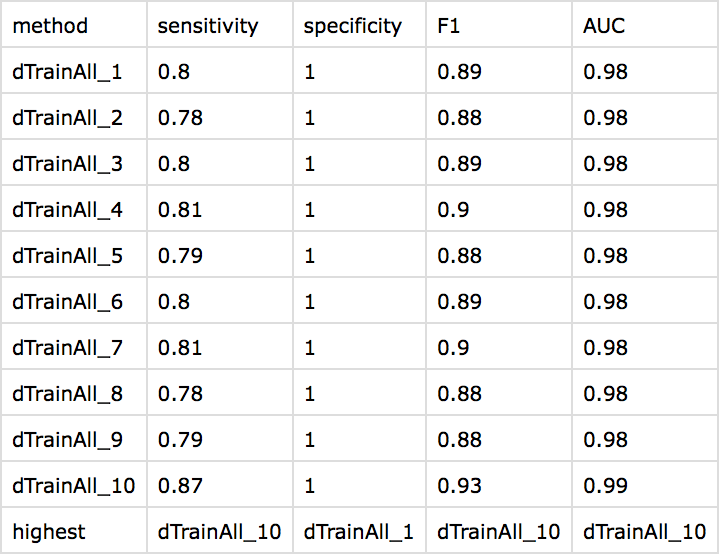 method sensitivity specificity F1 AUC
dTrainAll_1 0.8 1 0.89 0.98
dTrainAll_2 0.78 1 0.88 0.98
dTrainAll_3 0.8 1 0.89 0.98
dTrainAll_4 0.81 1 0.9 0.98
dTrainAll_5 0.79 1 0.88 0.98
dTrainAll_6 0.8 1 0.89 0.98
dTrainAll_7 0.81 1 0.9 0.98
dTrainAll_8 0.78 1 0.88 0.98
dTrainAll_9 0.79 1 0.88 0.98
dTrainAll_10 0.87 1 0.93 0.99
highest dTrainAll_10 dTrainAll_1 dTrainAll_10 dTrainAll_10